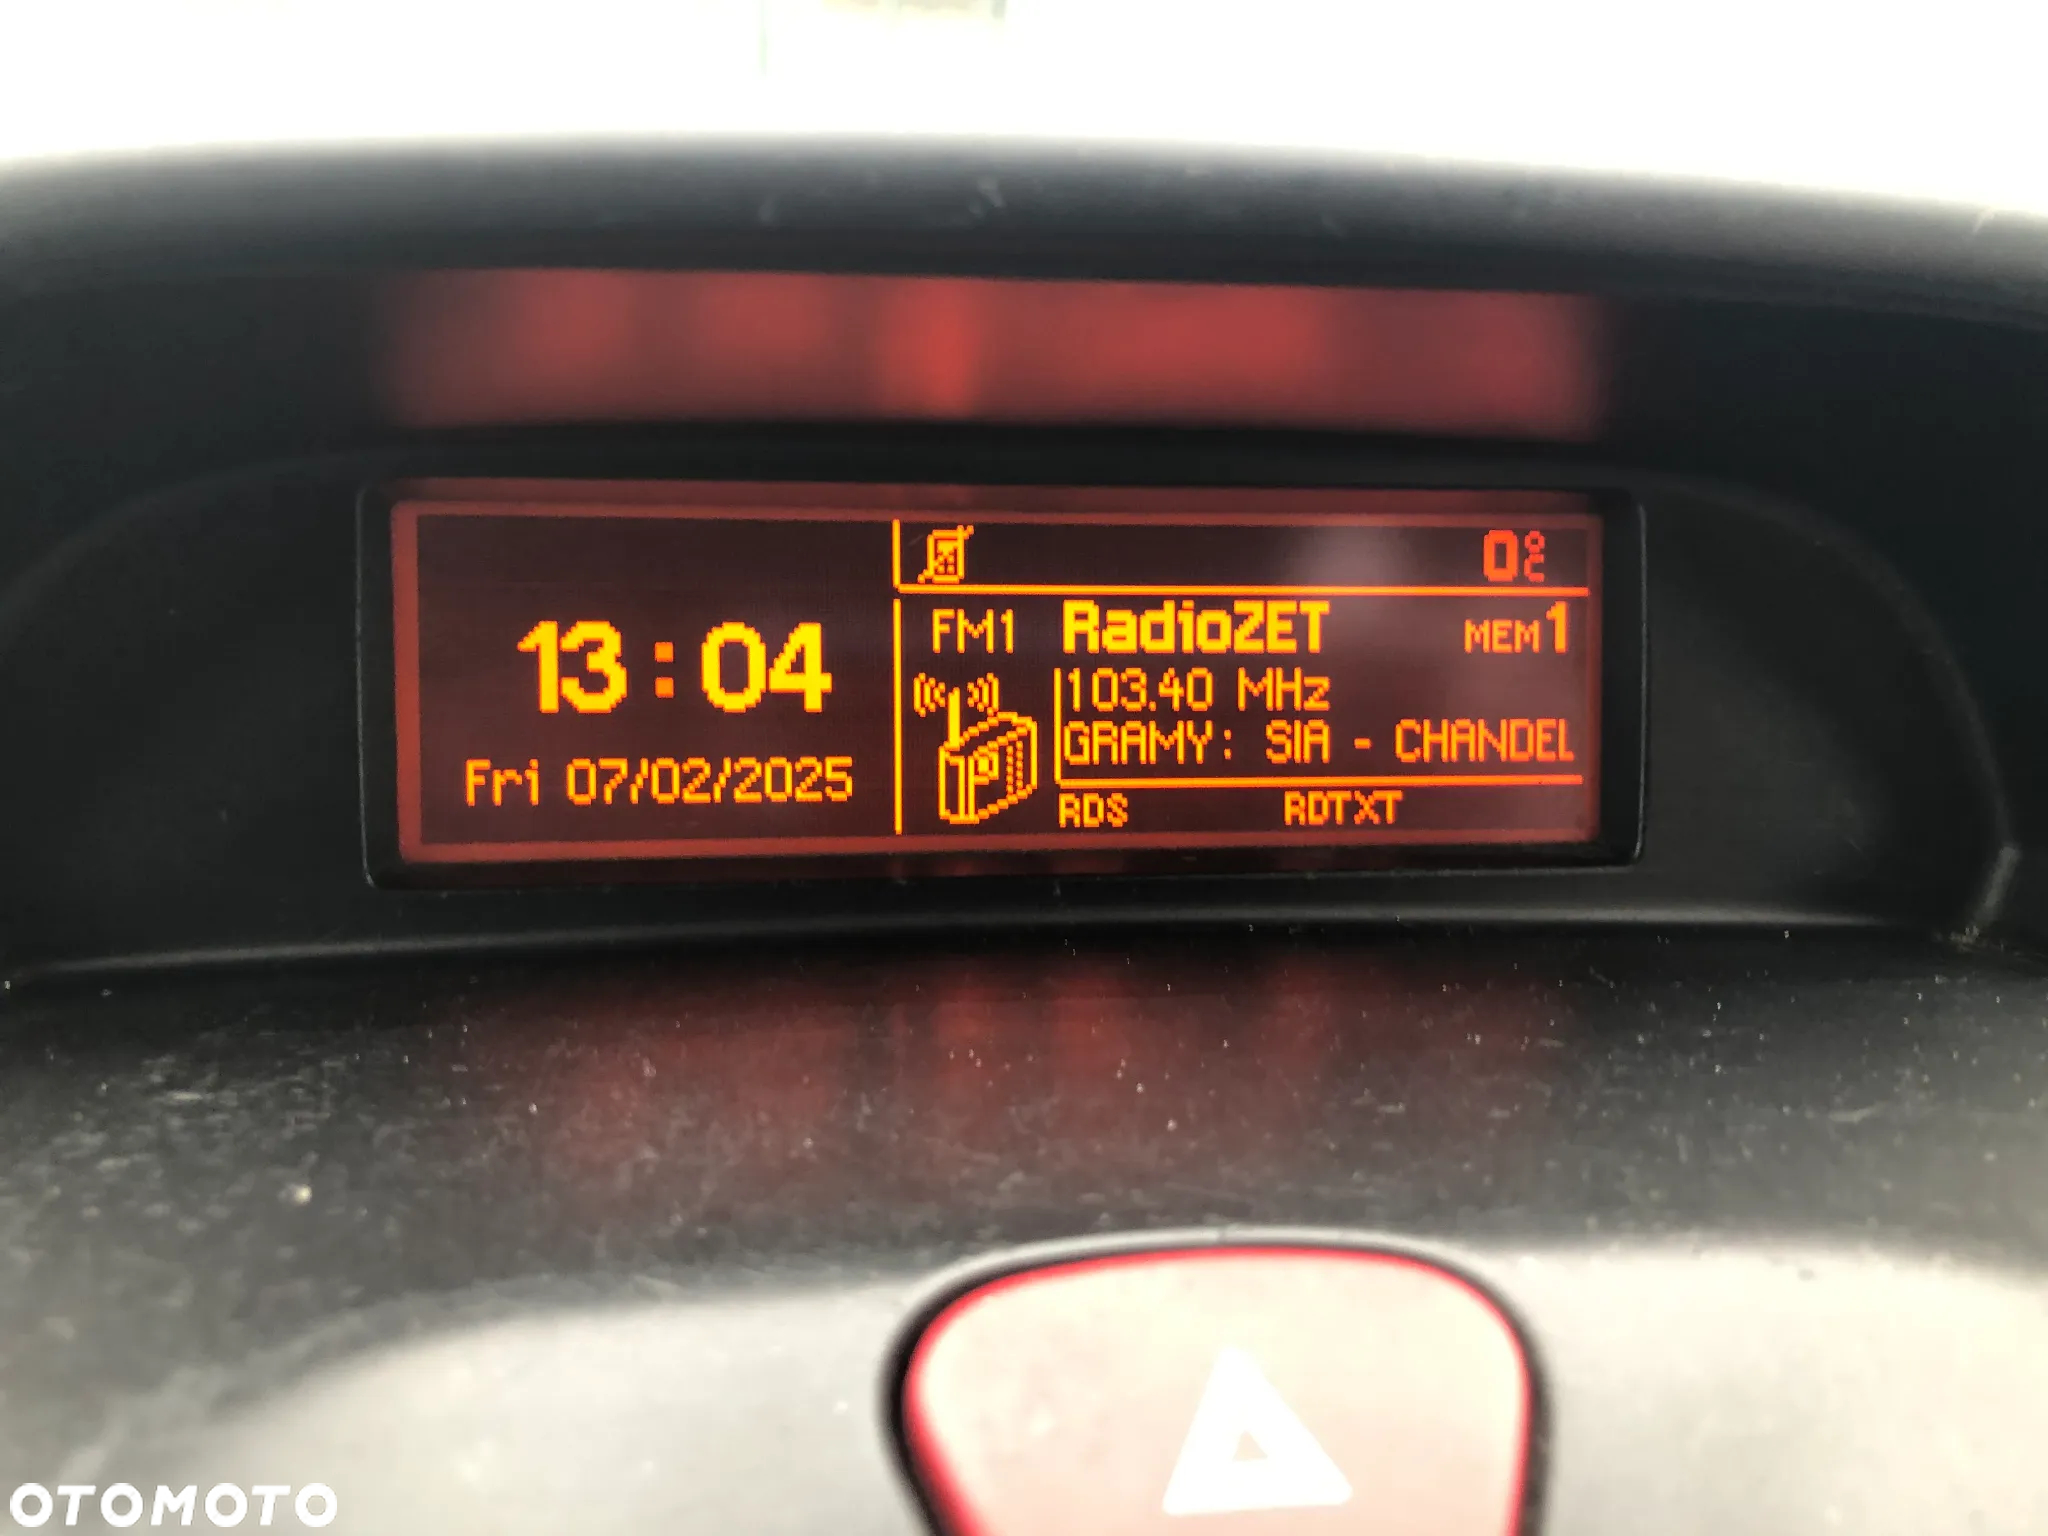 0°C
13:04
FM1 RadioZET MEM1
103.40 MHz
GRAMY: SIA - CHANDEL
Fri 07/02/2025
RDS RDTXT
OTOMOTO